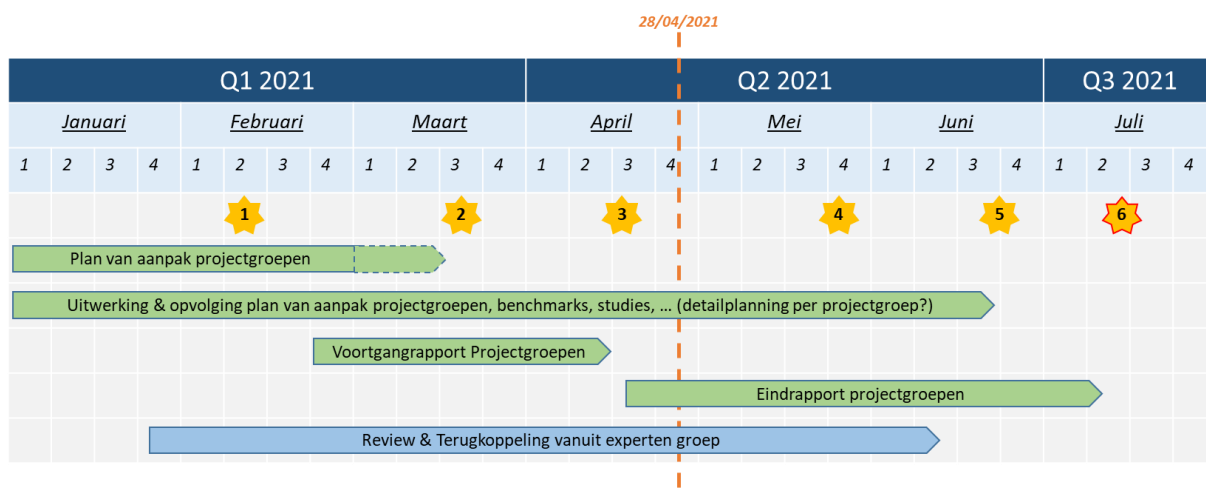 28/04/2021
Q1 2021 Q2 2021 Q3 2021
Januari Februari Maart April Mei Juni Juli
1 2 3 4 1 2 3 4 1 2 3 4 1 2 3 4 1 2 3 4 1 2 3 4 1 2 3 4
1 2 3 4 5 6
Plan van aanpak projectgroepen
Uitwerking & opvolging plan van aanpak projectgroepen, benchmarks, studies, ... (detailplanning per projectgroep?)
Voortgangrapport Projectgroepen
Eindrapport projectgroepen
Review & Terugkoppeling vanuit experten groep